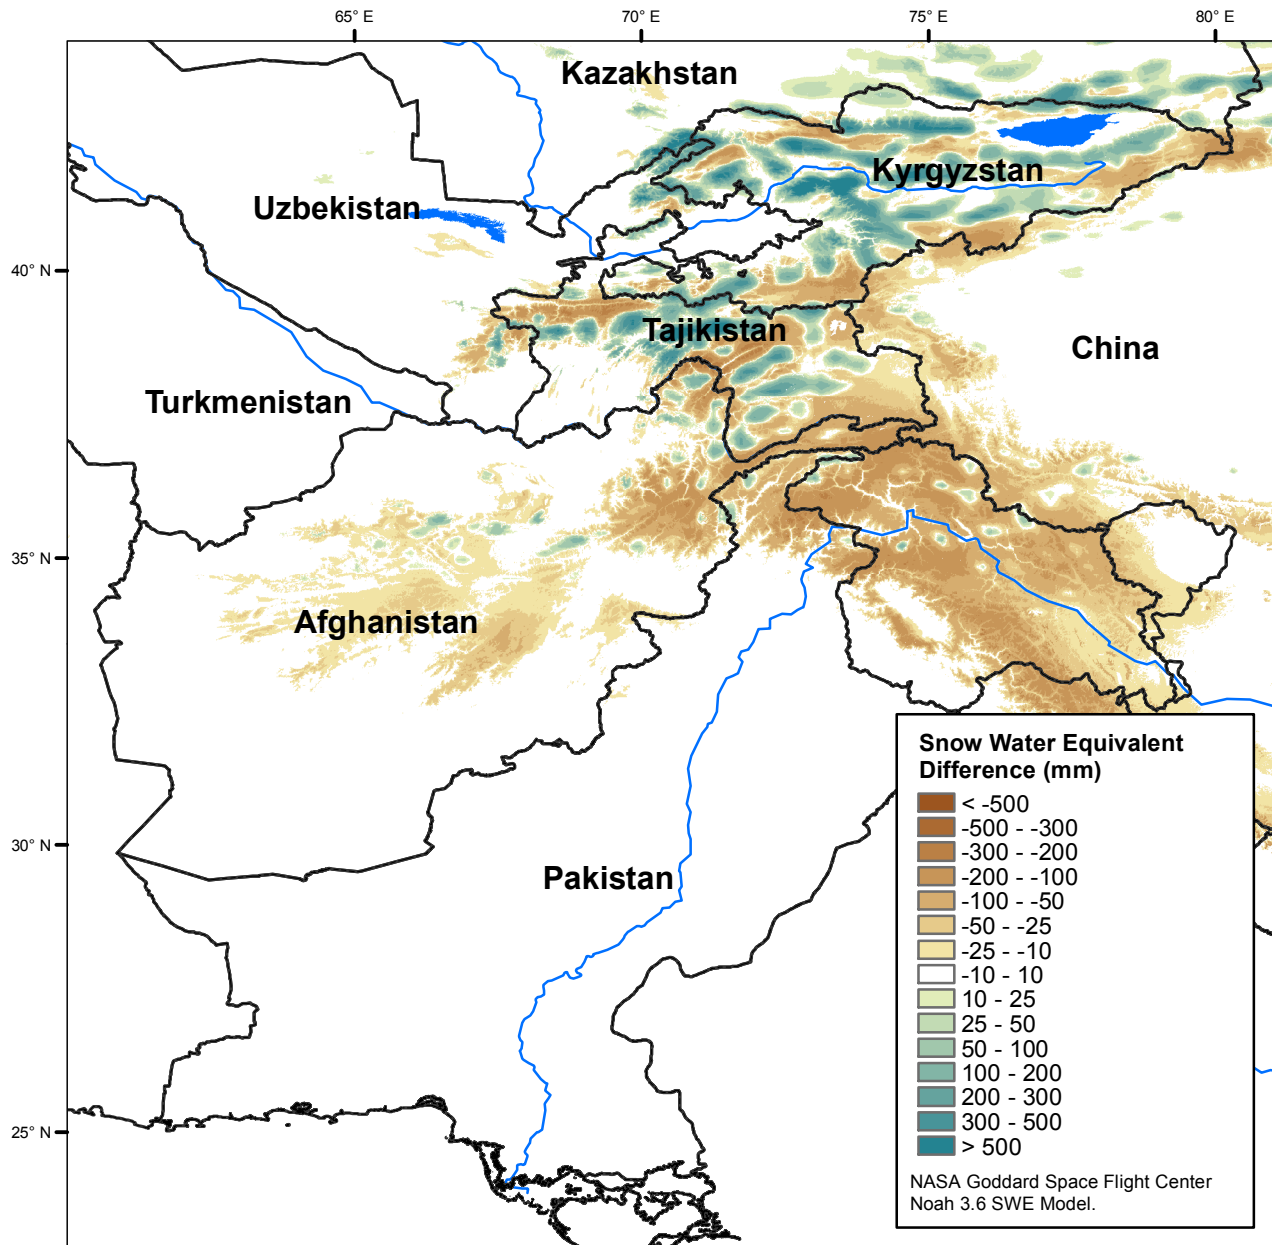 65° E
70° E
75° E
80° E
Kazakhstan
Kyrgyzstan
Uzbekistan
40° N
Tajikistan
China
Turkmenistan
35° N
Afghanistan
Snow Water Equivalent
Difference (mm)
< -500
-500 - -300
-300 - -200
-200 - -100
-100 - -50
-50 - -25
-25 - -10
-10 - 10
10 - 25
25 - 50
50 - 100
100 - 200
200 - 300
300 - 500
> 500
30° N
Pakistan
25° N
NASA Goddard Space Flight Center
Noah 3.6 SWE Model.